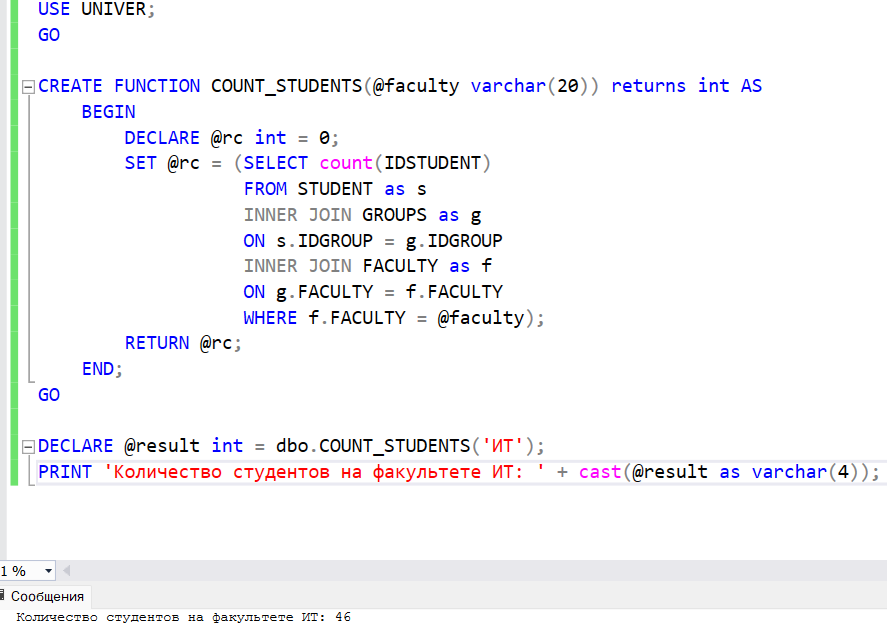 USE UNIVER;
GO
CREATE FUNCTION COUNT_STUDENTS(@faculty varchar(20)) returns int AS
BEGIN
DECLARE @rc int = 0;
SET @rc = (SELECT count(IDSTUDENT)
FROM STUDENT as s
INNER JOIN GROUPS as g
ON s.IDGROUP = g.IDGROUP
INNER JOIN FACULTY as f
ON g.FACULTY = f.FACULTY
WHERE f.FACULTY = @faculty);
RETURN @rc;
END;
GO
DECLARE @result int = dbo.COUNT_STUDENTS('ИТ');
PRINT 'Количество студентов на факультете ИТ: ' + cast(@result as varchar(4));
1 %
Сообщения
Количество студентов на факультете ИТ: 46